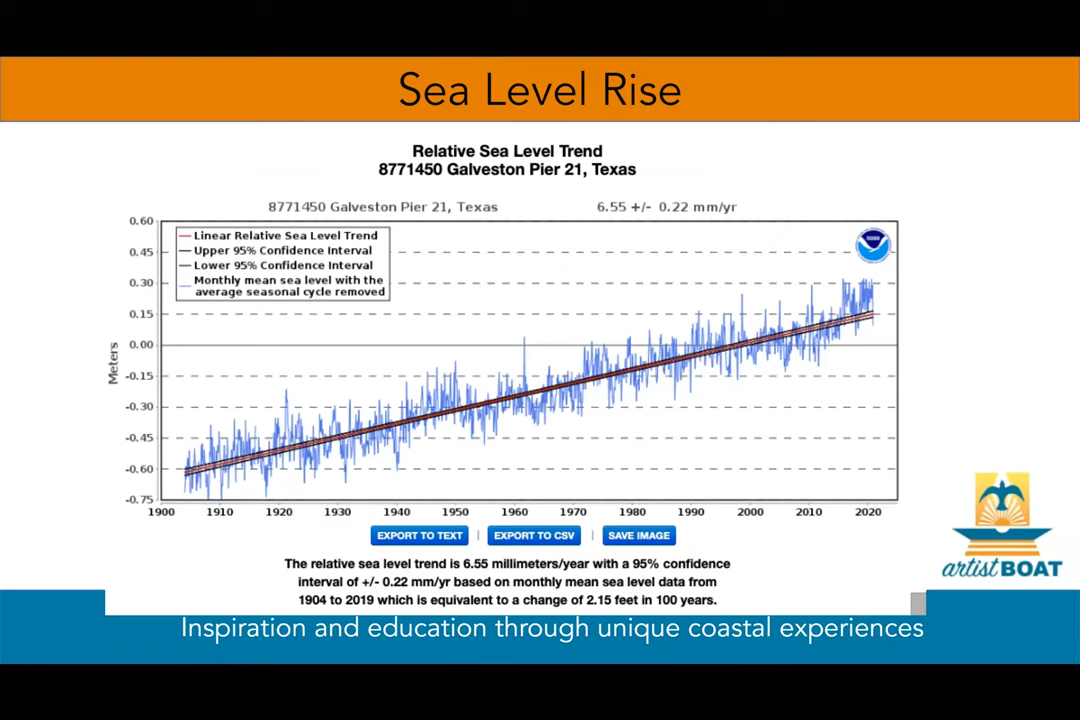 Sea Level Rise
Relative Sea Level Trend
8771450 Galveston Pier 21, Texas
8771450 Galveston Pier 21, Texas 6.55 +/- 0.22 mm/yr
0.60
0.45
0.30
0.15
0.00
-0.15
-0.30
-0.45
-0.60
-0.75
Meters
Linear Relative Sea Level Trend
Upper 95% Confidence Interval
Lower 95% Confidence Interval
Monthly mean sea level with the
average seasonal cycle removed
NOAA
1900 1910 1920 1930 1940 1950 1960 1970 1980 1990 2000 2010 2020
EXPORT TO TEXT | EXPORT TO CSV | SAVE IMAGE
The relative sea level trend is 6.55 millimeters/year with a 95% confidence
interval of +/- 0.22 mm/yr based on monthly mean sea level data from
1904 to 2019 which is equivalent to a change of 2.15 feet in 100 years.
artist BOAT
Inspiration and education through unique coastal experiences